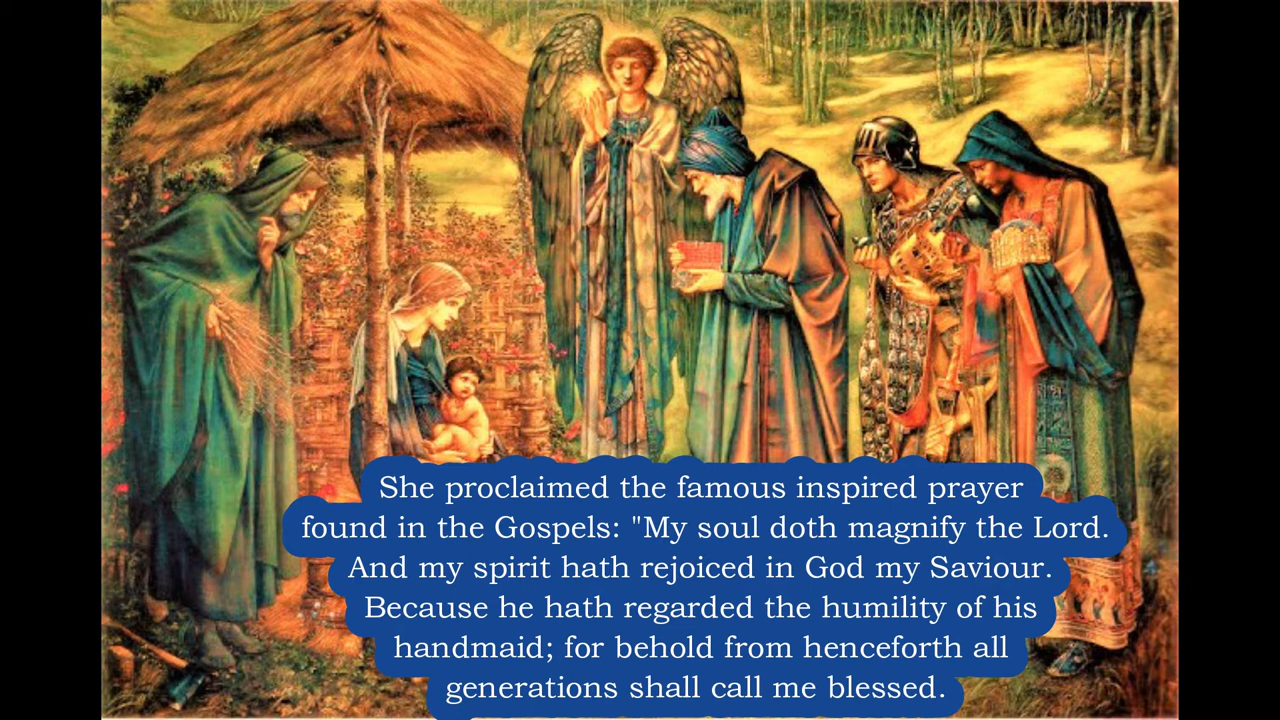 She proclaimed the famous inspired prayer
found in the Gospels: "My soul doth magnify the Lord.
And my spirit hath rejoiced in God my Saviour.
Because he hath regarded the humility of his
handmaid; for behold from henceforth all
generations shall call me blessed.